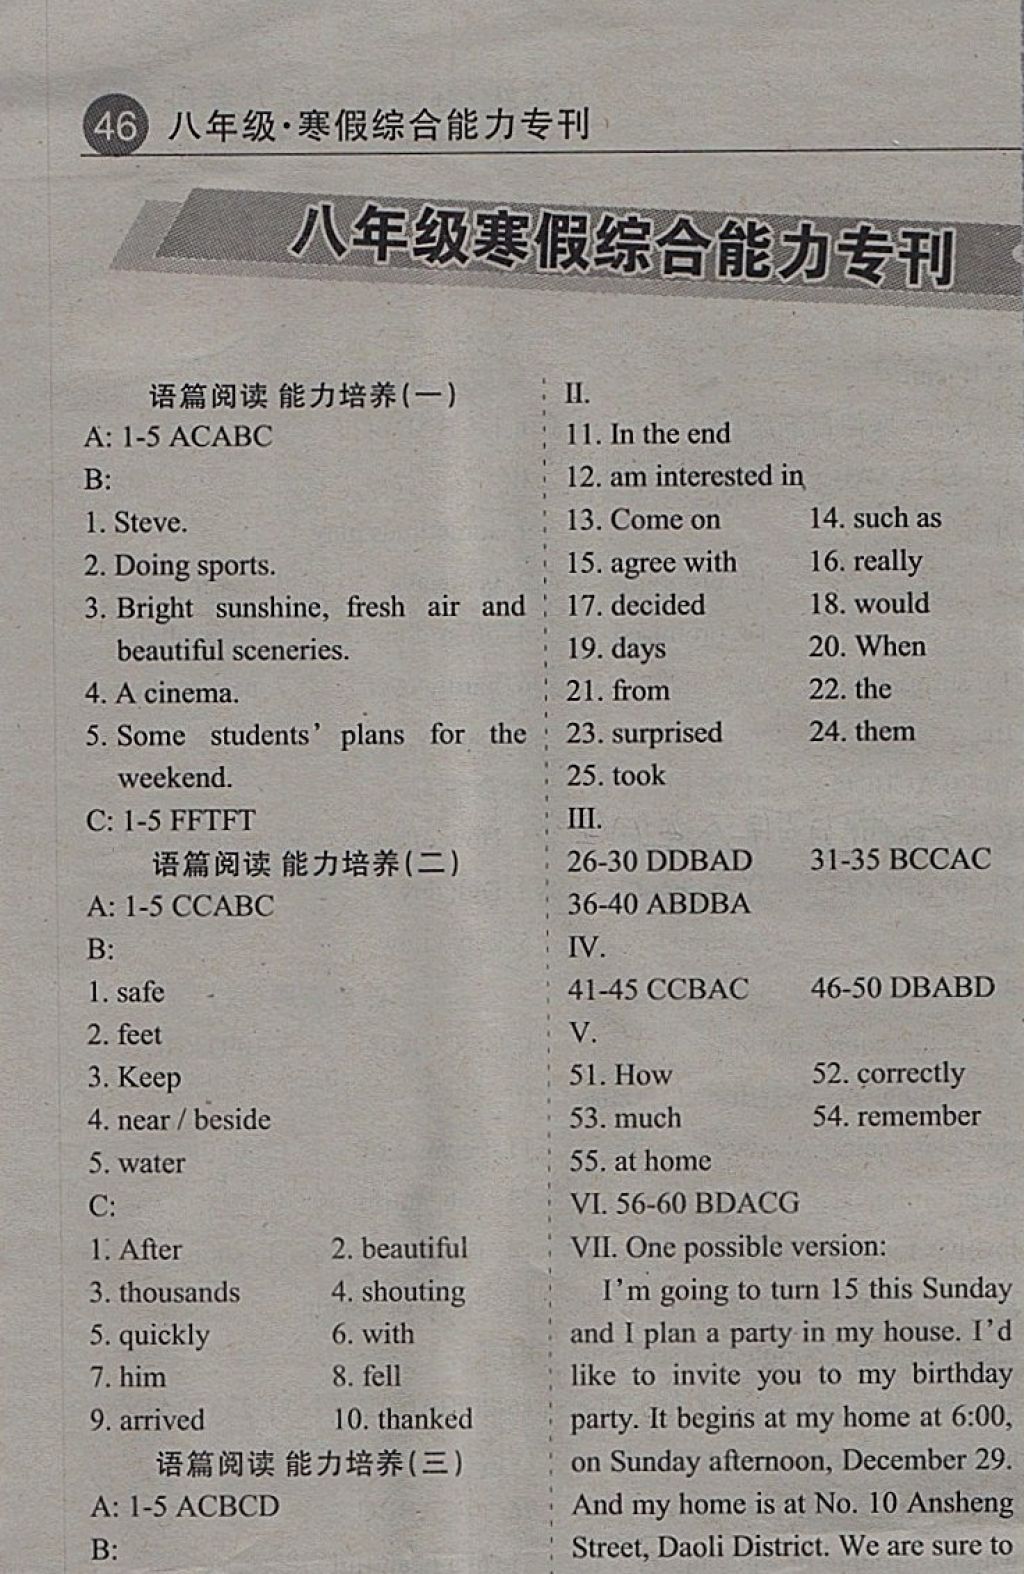 46 八年级·寒假综合能力专刊
八年级寒假综合能力专刊
语篇阅读 能力培养(一)
A: 1-5 ACABC
B:
1. Steve.
2. Doing sports.
3. Bright sunshine, fresh air and
beautiful sceneries.
4. A cinema.
5. Some students' plans for the
weekend.
C: 1-5 FFTFT
语篇阅读 能力培养(二)
A: 1-5 CCABC
B:
1. safe
2. feet
3. Keep
4. near / beside
5. water
C:
1. After 2. beautiful
3. thousands 4. shouting
5. quickly 6. with
7. him 8. fell
9. arrived 10. thanked
语篇阅读 能力培养(三)
A: 1-5 ACBCD
B:
II.
11. In the end
12. am interested in
13. Come on 14. such as
15. agree with 16. really
17. decided 18. would
19. days 20. When
21. from 22. the
23. surprised 24. them
25. took
III.
26-30 DDBAD 31-35 BCCAC
36-40 ABDBA
IV.
41-45 CCBAC 46-50 DBABD
V.
51. How 52. correctly
53. much 54. remember
55. at home
VI. 56-60 BDACG
VII. One possible version:
I'm going to turn 15 this Sunday
and I plan a party in my house. I'd
like to invite you to my birthday
party. It begins at my home at 6:00,
on Sunday afternoon, December 29.
And my home is at No. 10 Ansheng
Street, Daoli District. We are sure to